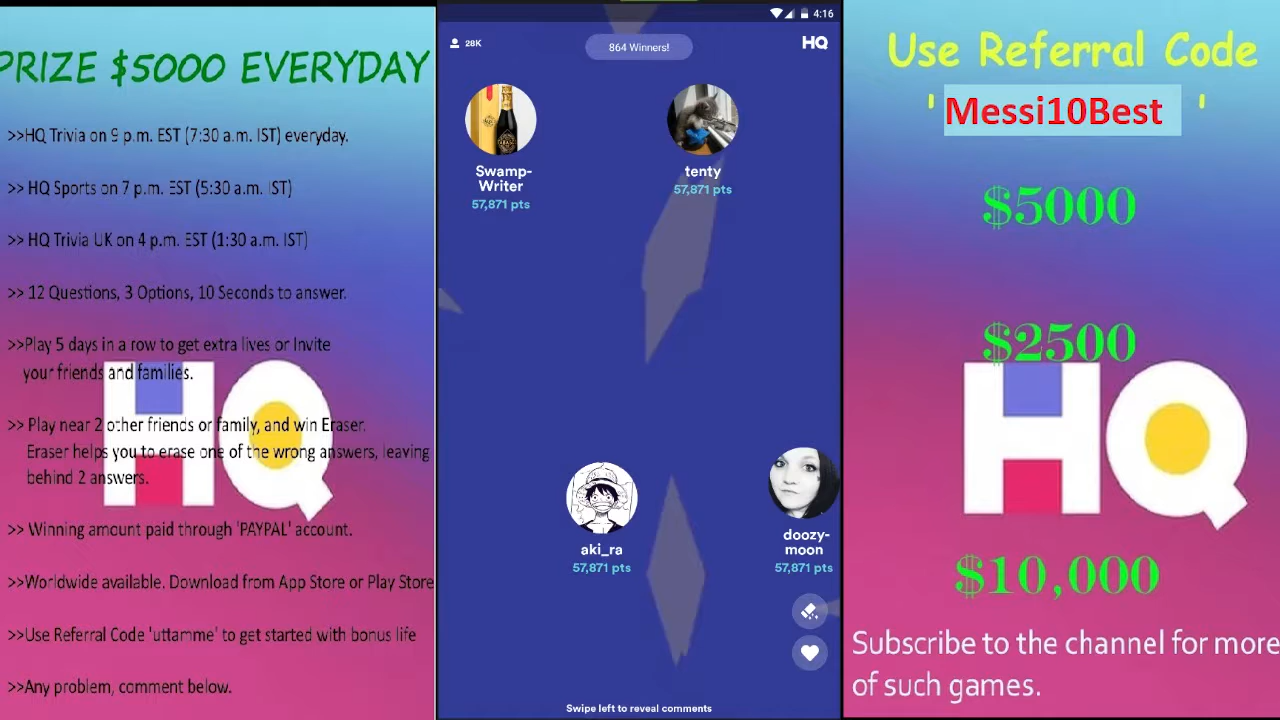 PRIZE $5000 EVERYDAY
>>HQ Trivia on 9 p.m. EST (7:30 a.m. IST) everyday.
>> HQ Sports on 7 p.m. EST (5:30 a.m. IST)
>> HQ Trivia UK on 4 p.m. EST (1:30 a.m. IST)
>> 12 Questions, 3 Options, 10 Seconds to answer.
>>Play 5 days in a row to get extra lives or Invite
your friends and families.
>> Play near 2 other friends or family, and win Eraser.
Eraser helps you to erase one of the wrong answers, leaving
behind 2 answers.
>> Winning amount paid through 'PAYPAL' account.
>>Worldwide available. Download from App Store or Play Store
>>Use Referral Code 'uttamme' to get started with bonus life
>>Any problem, comment below.
HQ
4:16
28K
864 Winners!
HQ
Swamp-
Writer
57,871 pts
tenty
57,871 pts
aki_ra
57,871 pts
doozy-
moon
57,871 pts
Swipe left to reveal comments
Use Referral Code
' Messi10Best '
$5000
$2500
HQ
$10,000
Subscribe to the channel for more
of such games.